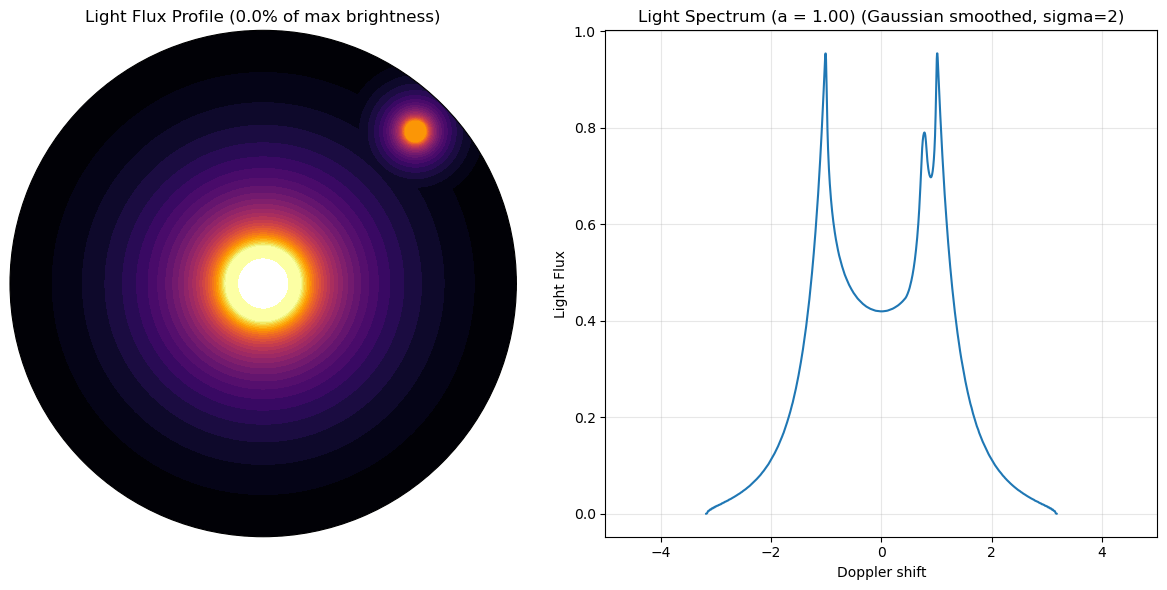 Light Flux Profile (0.0% of max brightness)
Light Spectrum (a = 1.00) (Gaussian smoothed, sigma=2)
Light Flux
1.0
0.8
0.6
0.4
0.2
0.0
−4
−2
0
2
4
Doppler shift